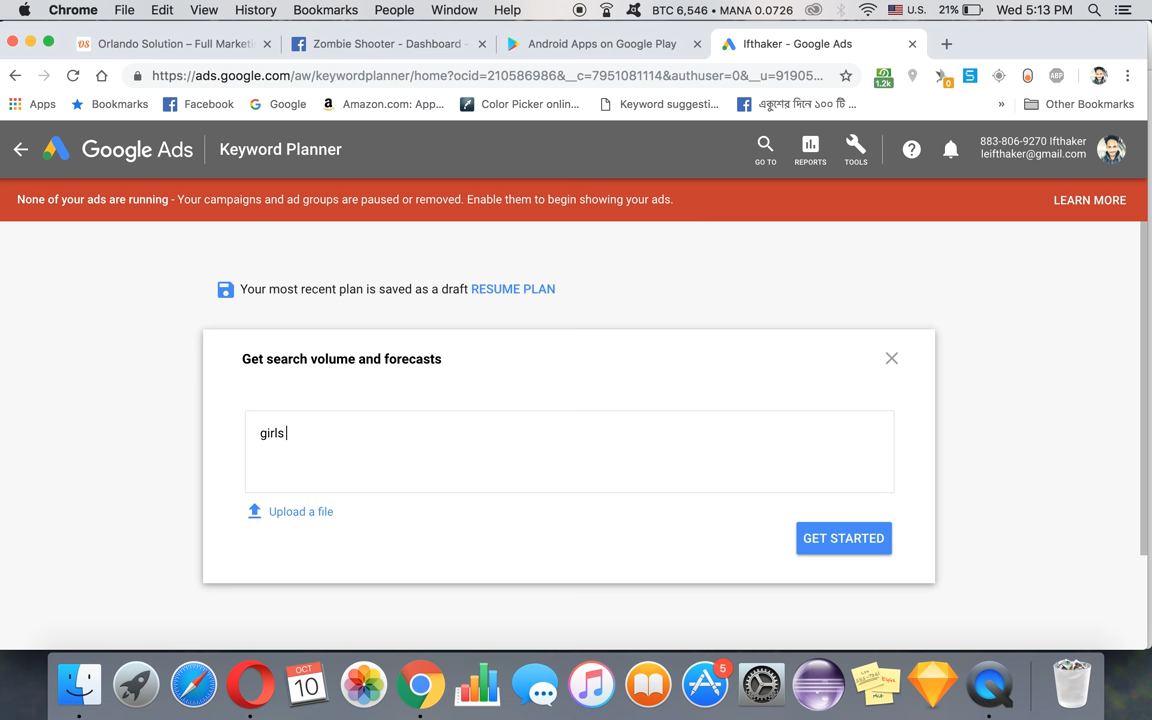 Chrome File Edit View History Bookmarks People Window Help BTC 6,546 • MANA 0.0726 U.S. 21% Wed 5:13 PM
OS Orlando Solution – Full Marketi Zombie Shooter - Dashboard - Android Apps on Google Play Ifthaker - Google Ads
https://ads.google.com/aw/keywordplanner/home?ocid=210586986&__c=7951081114&authuser=0&__u=91905... 1.2k S 0 ABP
Apps Bookmarks Facebook Google Amazon.com: App... Color Picker onlin... Keyword suggesti... একুশের দিনে ১০০ টি ... » Other Bookmarks
Google Ads Keyword Planner GO TO REPORTS TOOLS 883-806-9270 Ifthaker
leifthaker@gmail.com
None of your ads are running - Your campaigns and ad groups are paused or removed. Enable them to begin showing your ads. LEARN MORE
Your most recent plan is saved as a draft RESUME PLAN
Get search volume and forecasts
girls
Upload a file
GET STARTED
5
OCT
10